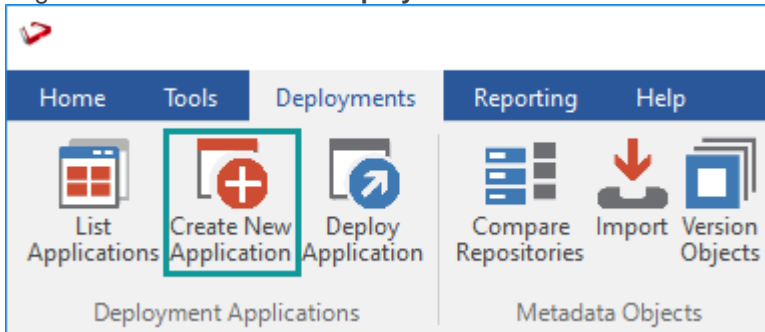 Home Tools Deployments Reporting Help
List Applications
Create New Application
Deploy Application
Compare Repositories
Import
Version Objects
Deployment Applications
Metadata Objects